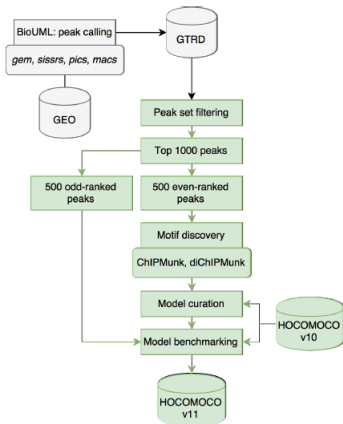 BioUML: peak calling
gem, sissrs, pics, macs
GTRD
GEO
Peak set filtering
Top 1000 peaks
500 odd-ranked
peaks
500 even-ranked
peaks
Motif discovery
ChIPMunk, diChIPMunk
Model curation
HOCOMOCO
v10
Model benchmarking
HOCOMOCO
v11